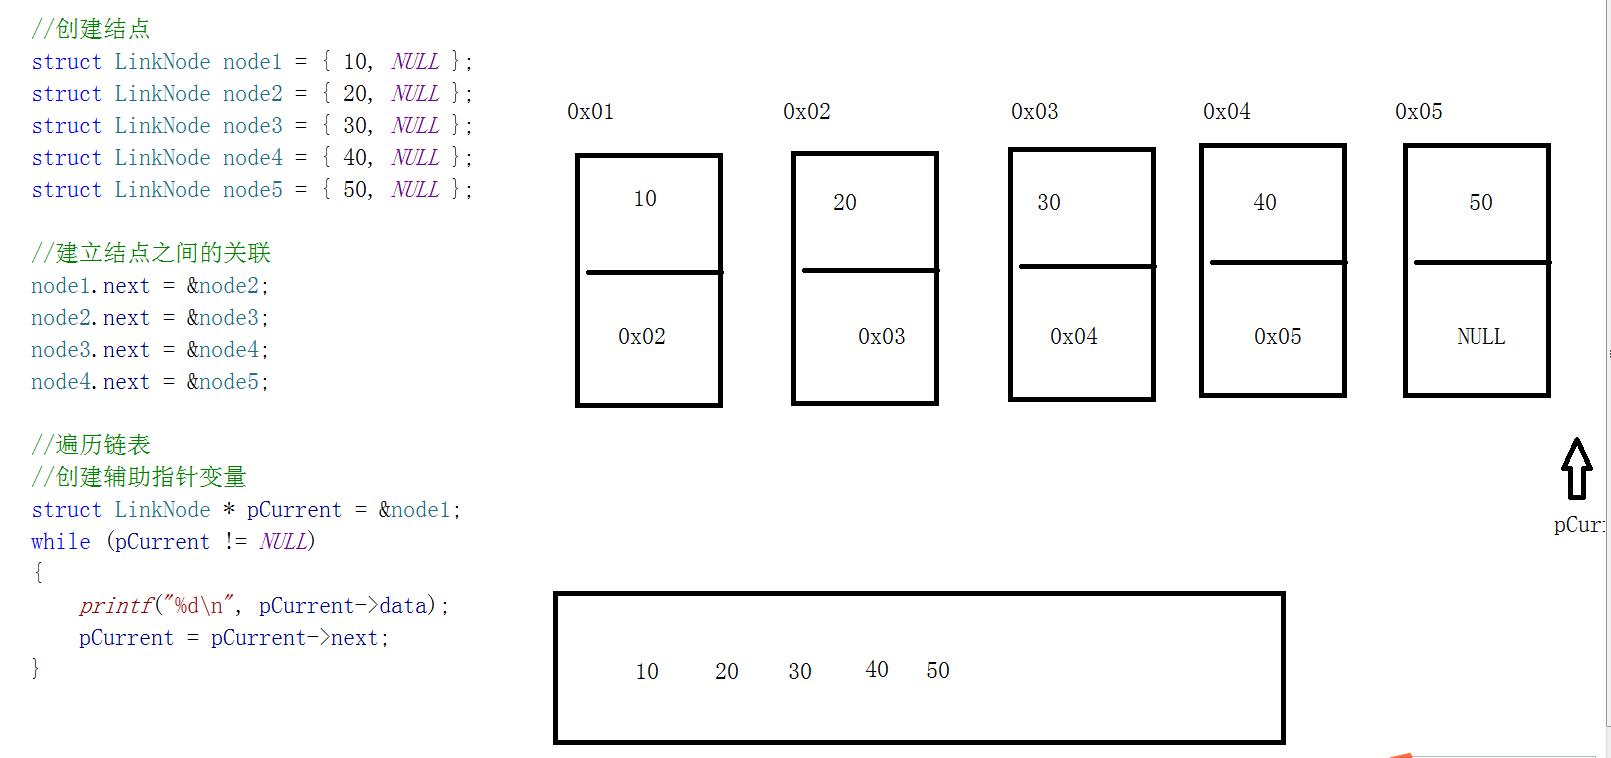 //创建结点
struct LinkNode node1 = { 10, NULL };
struct LinkNode node2 = { 20, NULL };
struct LinkNode node3 = { 30, NULL };
struct LinkNode node4 = { 40, NULL };
struct LinkNode node5 = { 50, NULL };
//建立结点之间的关联
node1.next = &node2;
node2.next = &node3;
node3.next = &node4;
node4.next = &node5;
//遍历链表
//创建辅助指针变量
struct LinkNode * pCurrent = &node1;
while (pCurrent != NULL)
{
    printf("%d\n", pCurrent->data);
    pCurrent = pCurrent->next;
}
0x01 0x02 0x03 0x04 0x05
10 20 30 40 50
0x02 0x03 0x04 0x05 NULL
pCurr
10 20 30 40 50